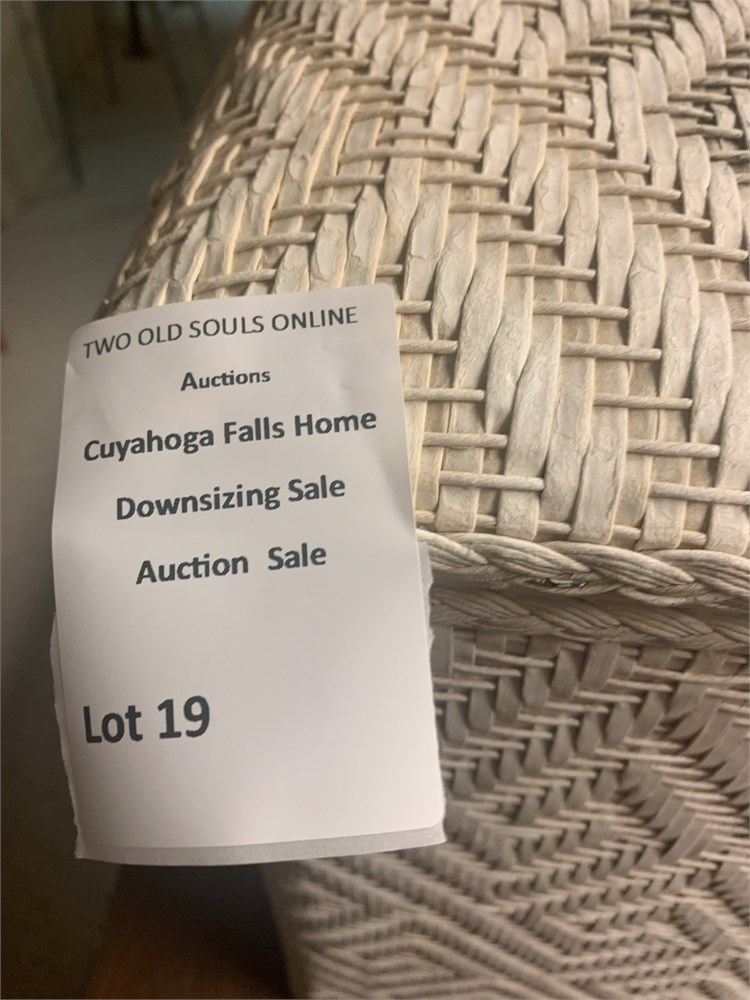 TWO OLD SOULS ONLINE
Auctions
Cuyahoga Falls Home
Downsizing Sale
Auction Sale
Lot 19